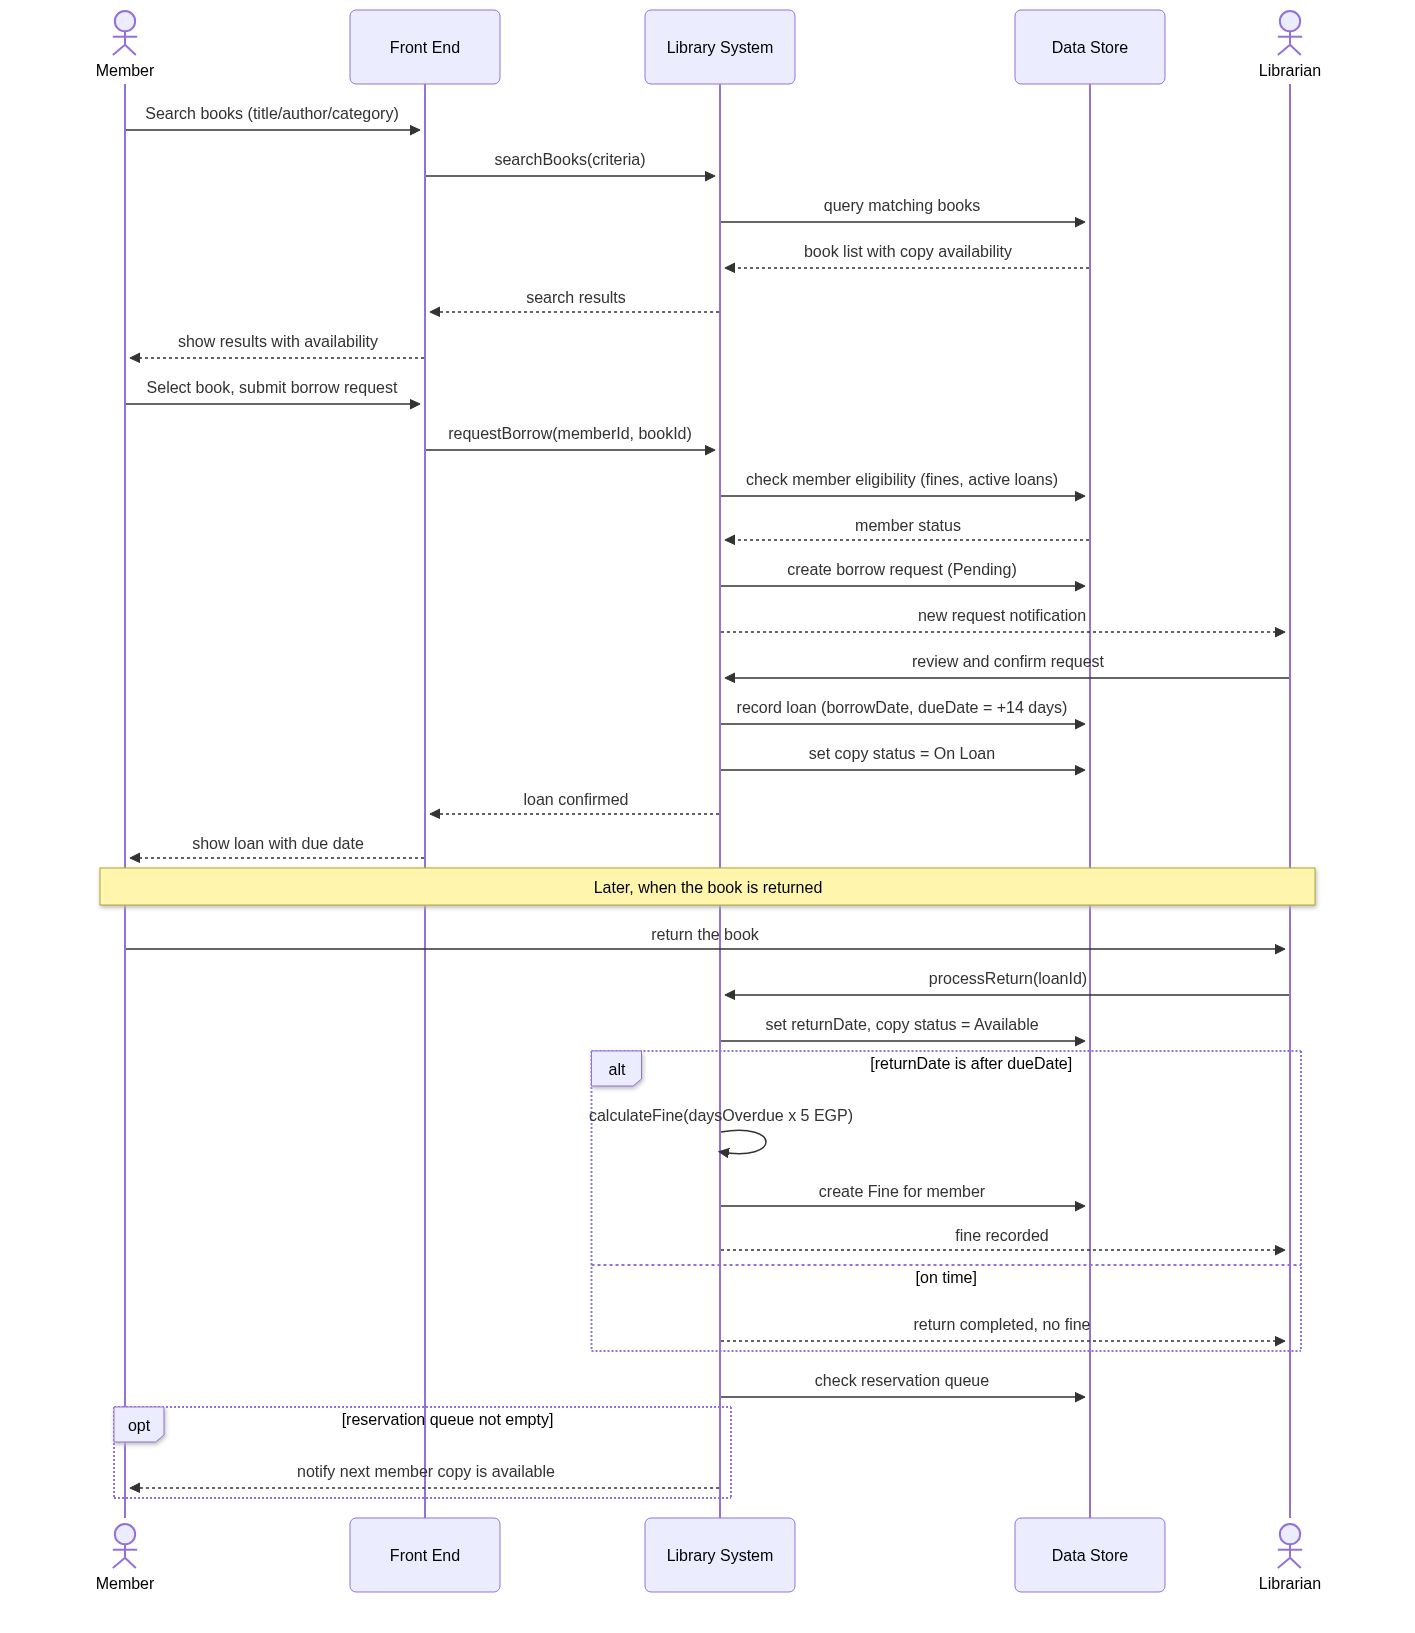 Member
Front End
Library System
Data Store
Librarian
Search books (title/author/category)
searchBooks(criteria)
query matching books
book list with copy availability
search results
show results with availability
Select book, submit borrow request
requestBorrow(memberId, bookId)
check member eligibility (fines, active loans)
member status
create borrow request (Pending)
new request notification
review and confirm request
record loan (borrowDate, dueDate = +14 days)
set copy status = On Loan
loan confirmed
show loan with due date
Later, when the book is returned
return the book
processReturn(loanId)
set returnDate, copy status = Available
alt
[returnDate is after dueDate]
calculateFine(daysOverdue x 5 EGP)
create Fine for member
fine recorded
[on time]
return completed, no fine
check reservation queue
opt
[reservation queue not empty]
notify next member copy is available
Member
Front End
Library System
Data Store
Librarian